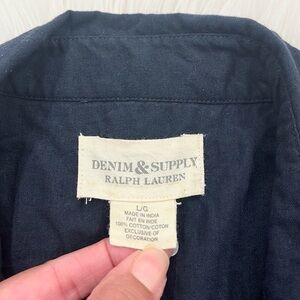 DENIM & SUPPLY
RALPH LAUREN
L/G
MADE IN INDIA
FAIT EN INDE
100% COTTON/COTON
EXCLUSIVE OF
DECORATION